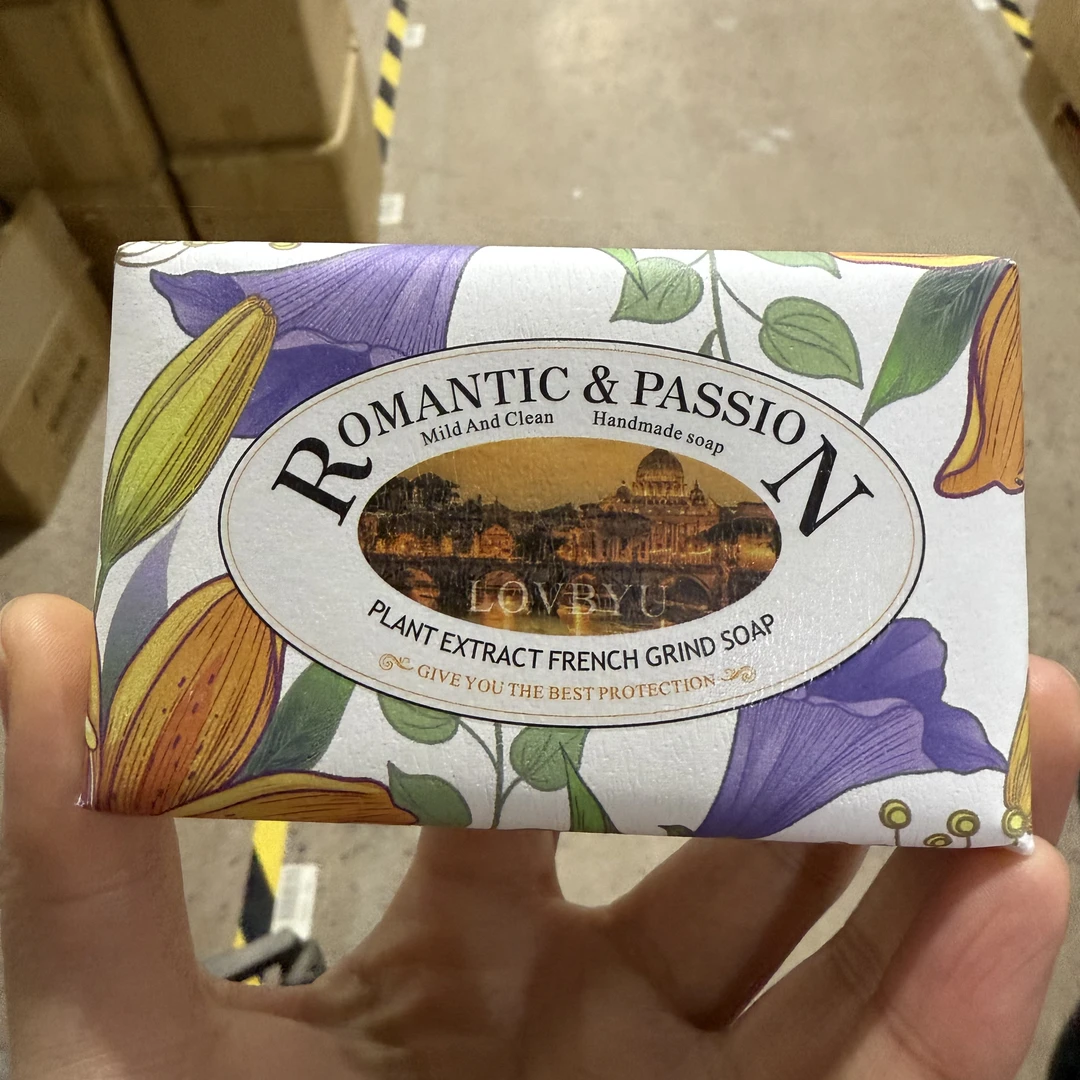 ROMANTIC & PASSION
Mild And Clean Handmade soap
LOVBYU
PLANT EXTRACT FRENCH GRIND SOAP
GIVE YOU THE BEST PROTECTION